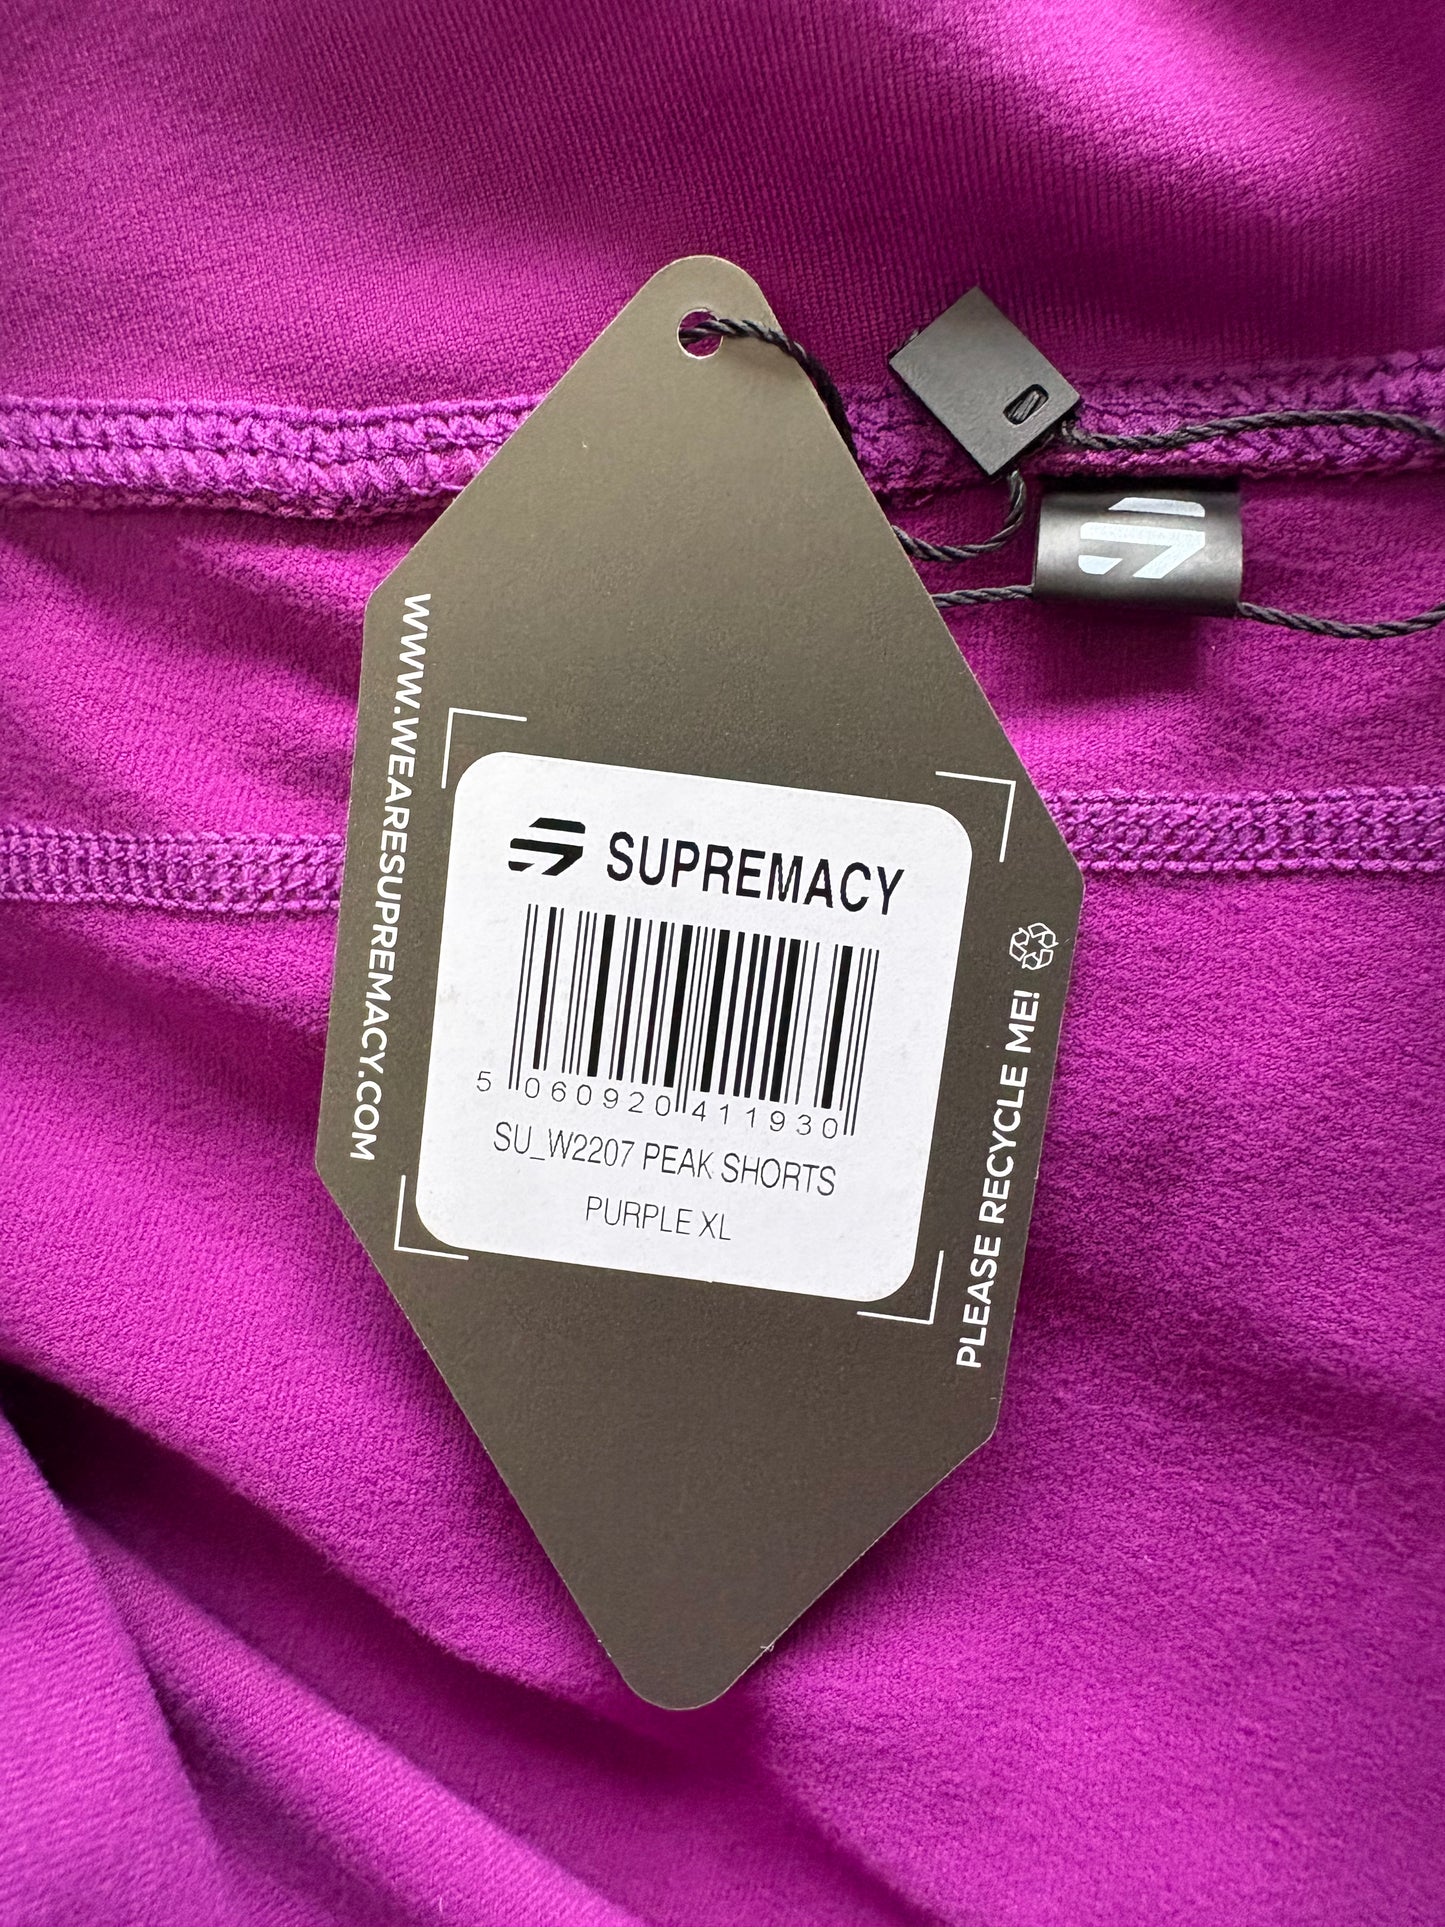 WWW.WEARESUPREMACY.COM
SUPREMACY
5 060920 411930
SU_W2207 PEAK SHORTS
PURPLE XL
PLEASE RECYCLE ME!